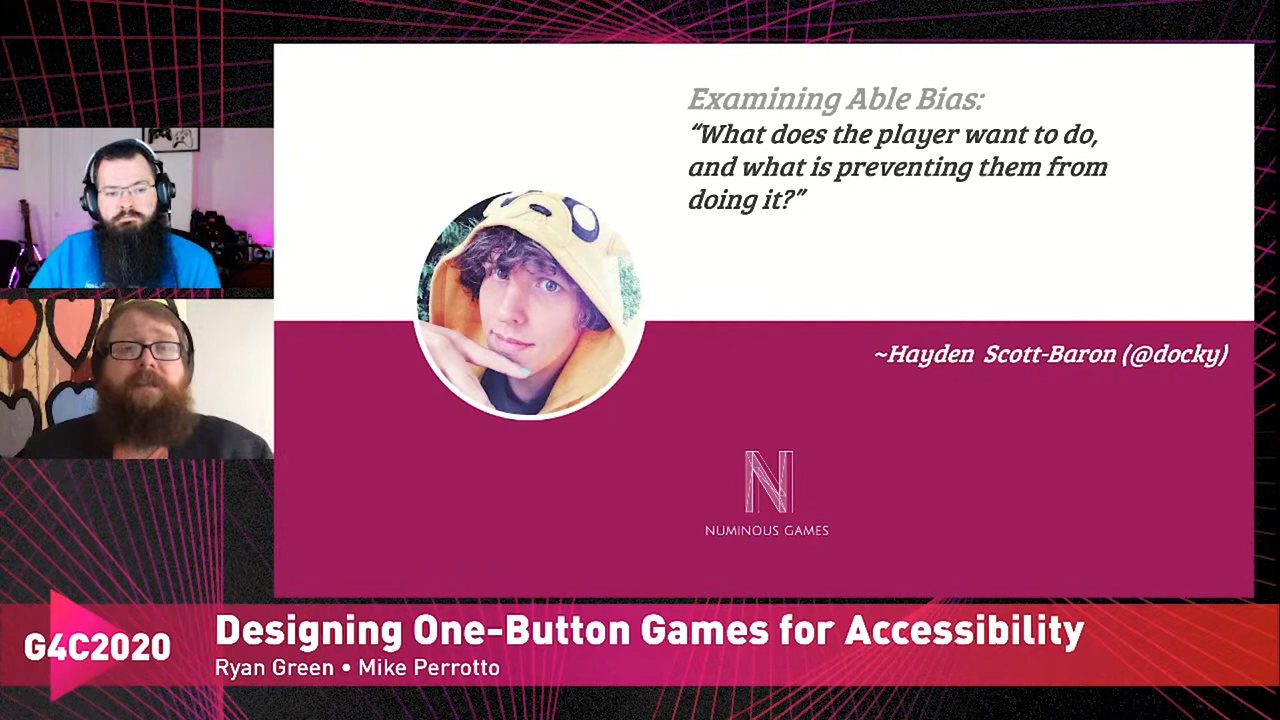 Examining Able Bias:
“What does the player want to do,
and what is preventing them from
doing it?”
~Hayden Scott-Baron (@docky)
N
NUMINOUS GAMES
G4C2020
Designing One-Button Games for Accessibility
Ryan Green • Mike Perrotto